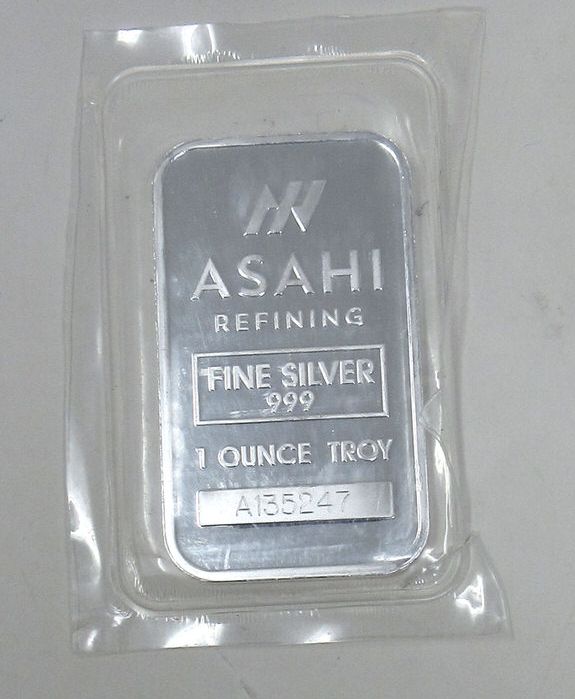 ASAHI
REFINING
FINE SILVER
999
1 OUNCE TROY
A135247